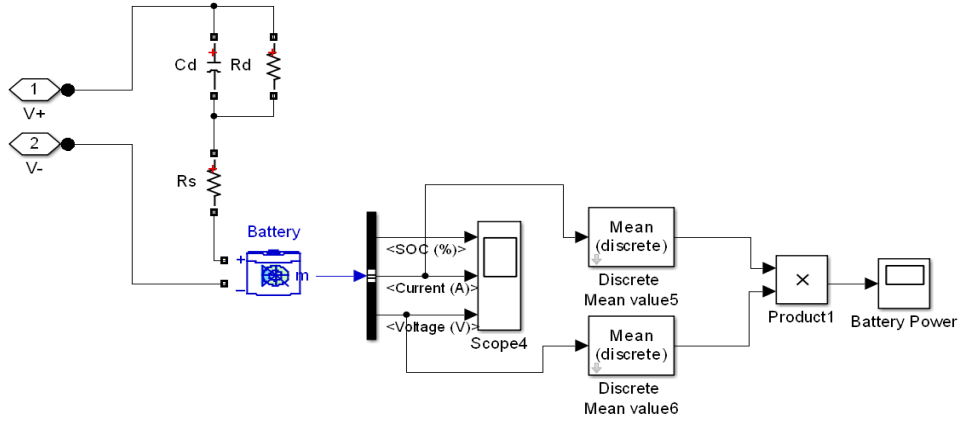 Cd
Rd
1
V+
2
V-
Rs
Battery
+
m
−
<SOC (%)>
<Current (A)>
<Voltage (V)>
Scope4
Mean
(discrete)
Discrete
Mean value5
Mean
(discrete)
Discrete
Mean value6
×
Product1
Battery Power